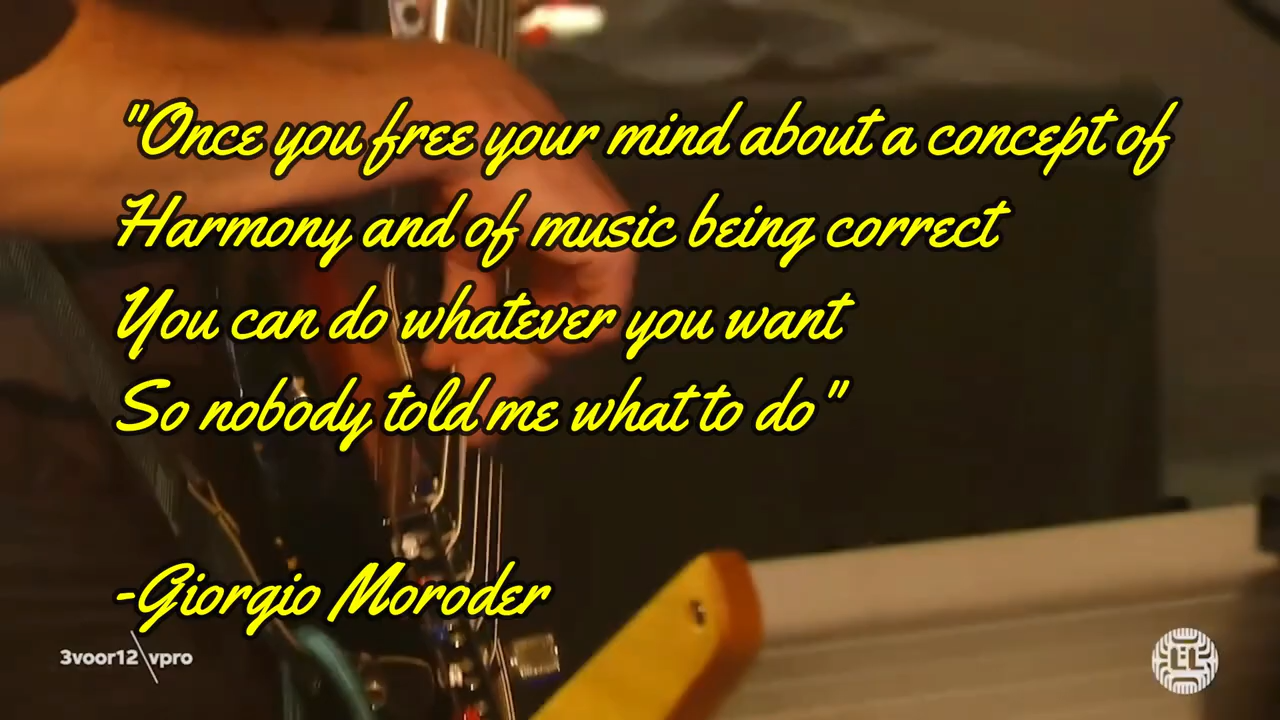 "Once you free your mind about a concept of
Harmony and of music being correct
You can do whatever you want
So nobody told me what to do"
-Giorgio Moroder
3voor12 vpro
LL